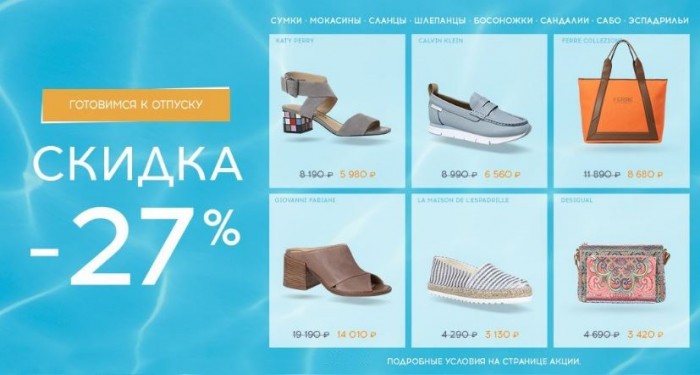 СУМКИ · МОКАСИНЫ · СЛАНЦЫ · ШЛЕПАНЦЫ · БОСОНОЖКИ · САНДАЛИИ · САБО · ЭСПАДРИЛЬИ
ГОТОВИМСЯ К ОТПУСКУ
СКИДКА
-27%
KATY PERRY
8 190 ₽ 5 980 ₽
CALVIN KLEIN
8 990 ₽ 6 560 ₽
FERRE COLLEZIONI
11 890 ₽ 8 680 ₽
GIOVANNI FABIANI
19 190 ₽ 14 010 ₽
LA MAISON DE L'ESPADRILLE
4 290 ₽ 3 130 ₽
DESIGUAL
4 690 ₽ 3 420 ₽
ПОДРОБНЫЕ УСЛОВИЯ НА СТРАНИЦЕ АКЦИИ.